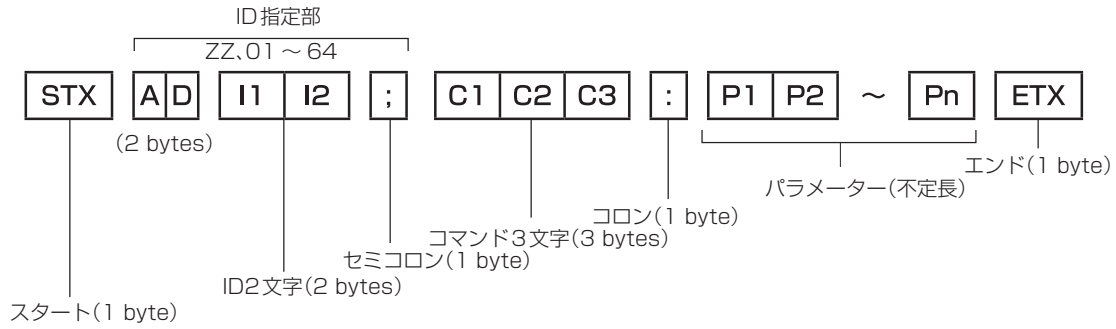 ID指定部
ZZ、01 ~ 64
STX A D I1 I2 ; C1 C2 C3 : P1 P2 ~ Pn ETX
(2 bytes)
エンド(1 byte)
パラメーター(不定長)
コロン(1 byte)
コマンド3文字(3 bytes)
セミコロン(1 byte)
ID2文字(2 bytes)
スタート(1 byte)